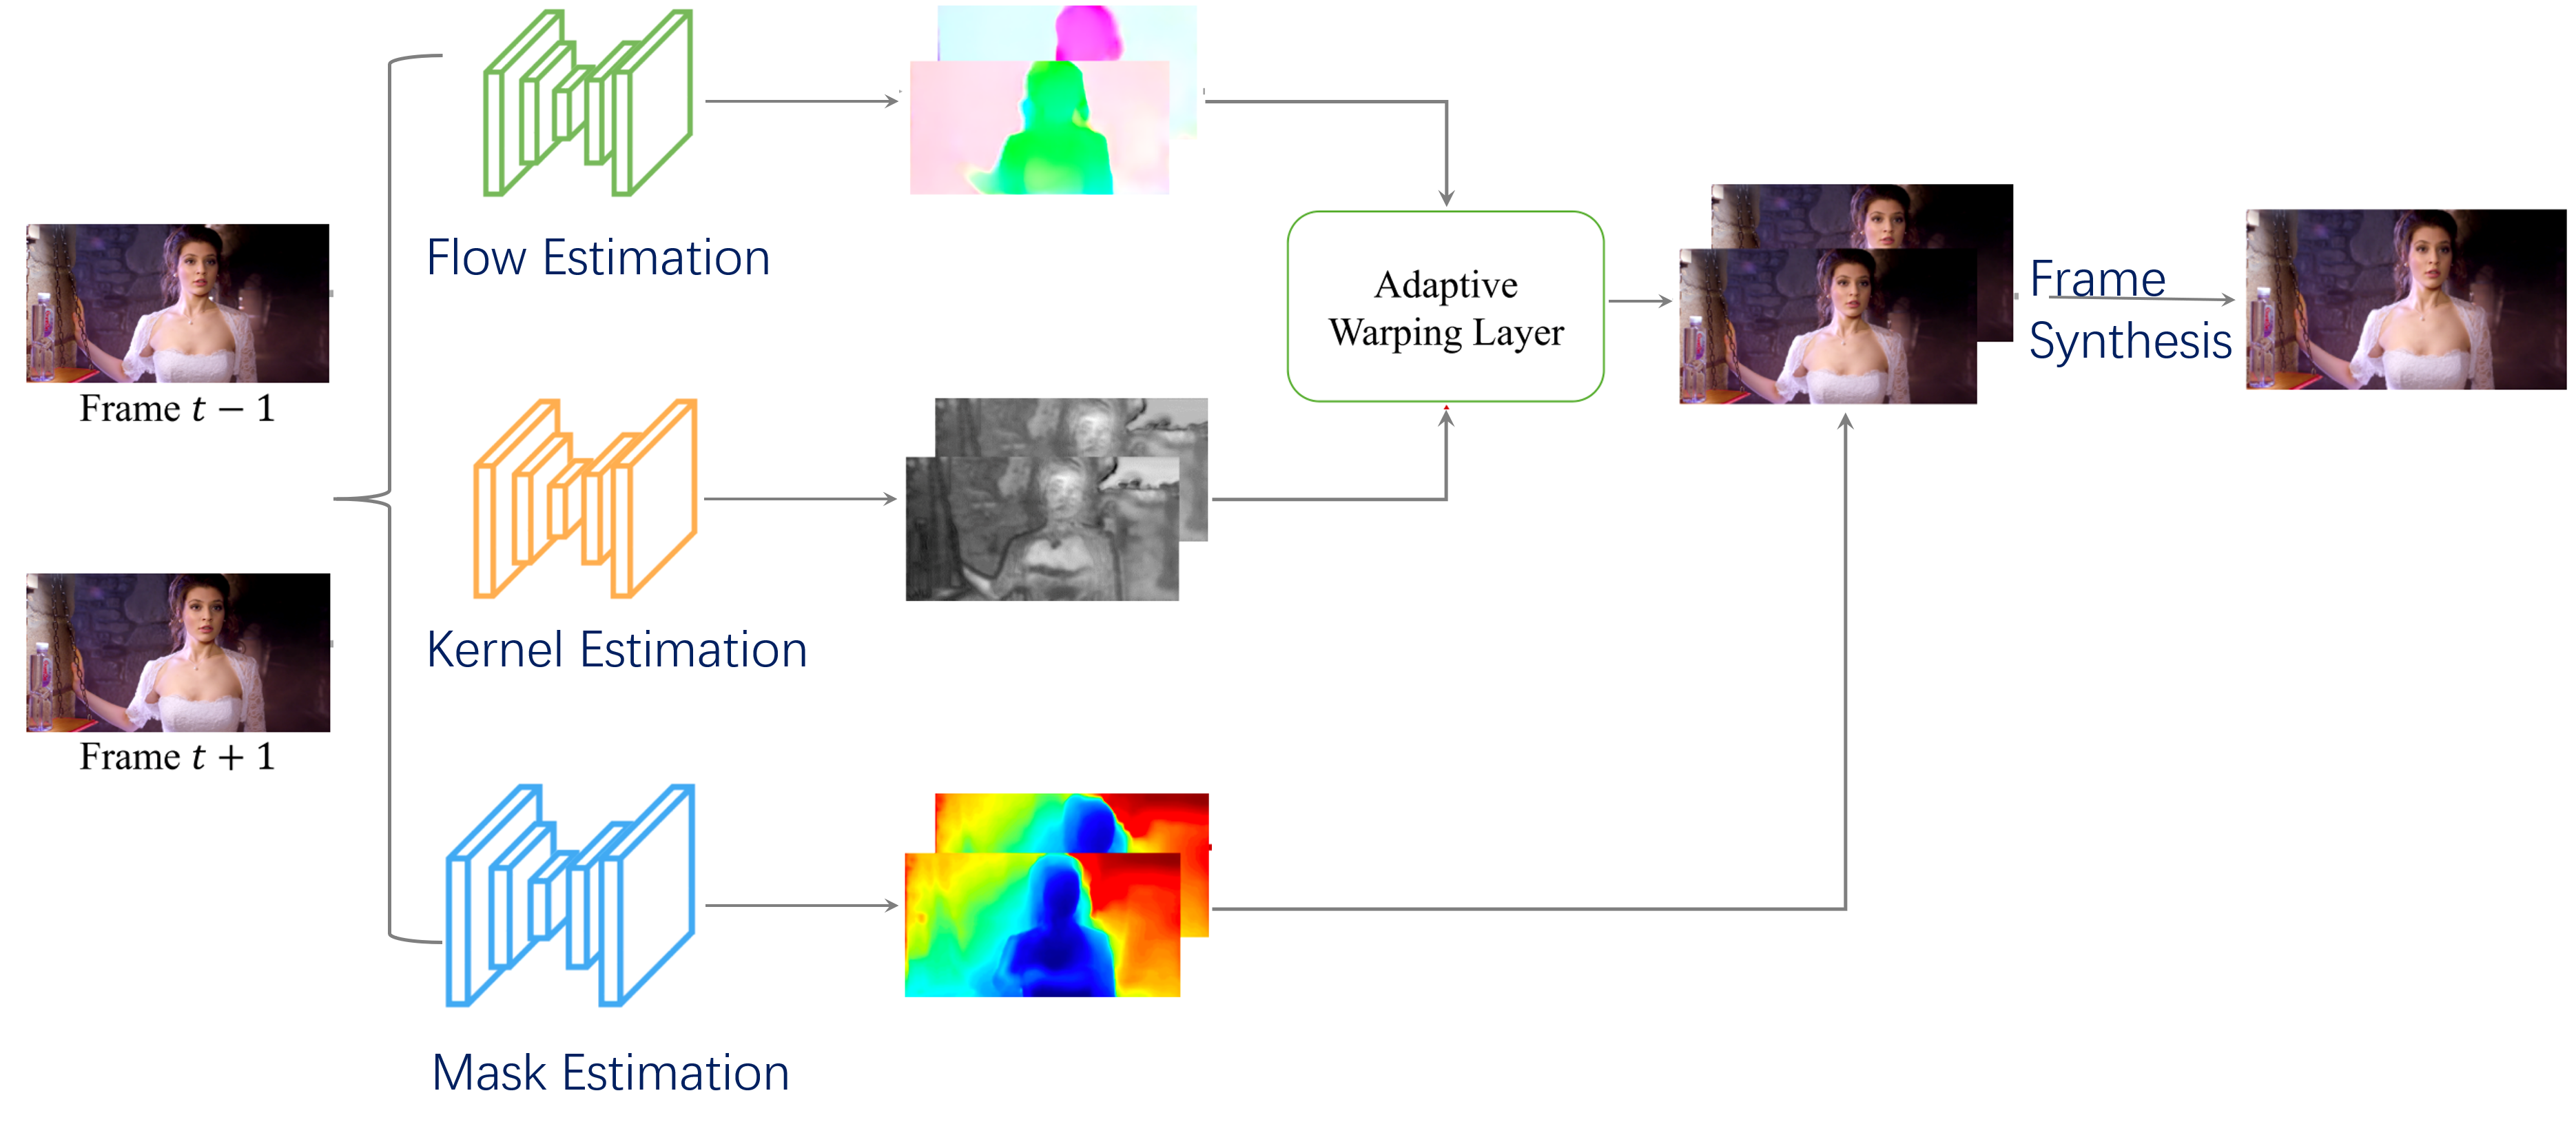 Flow Estimation
Frame t − 1
Adaptive
Warping Layer
Frame
Synthesis
Kernel Estimation
Frame t + 1
Mask Estimation